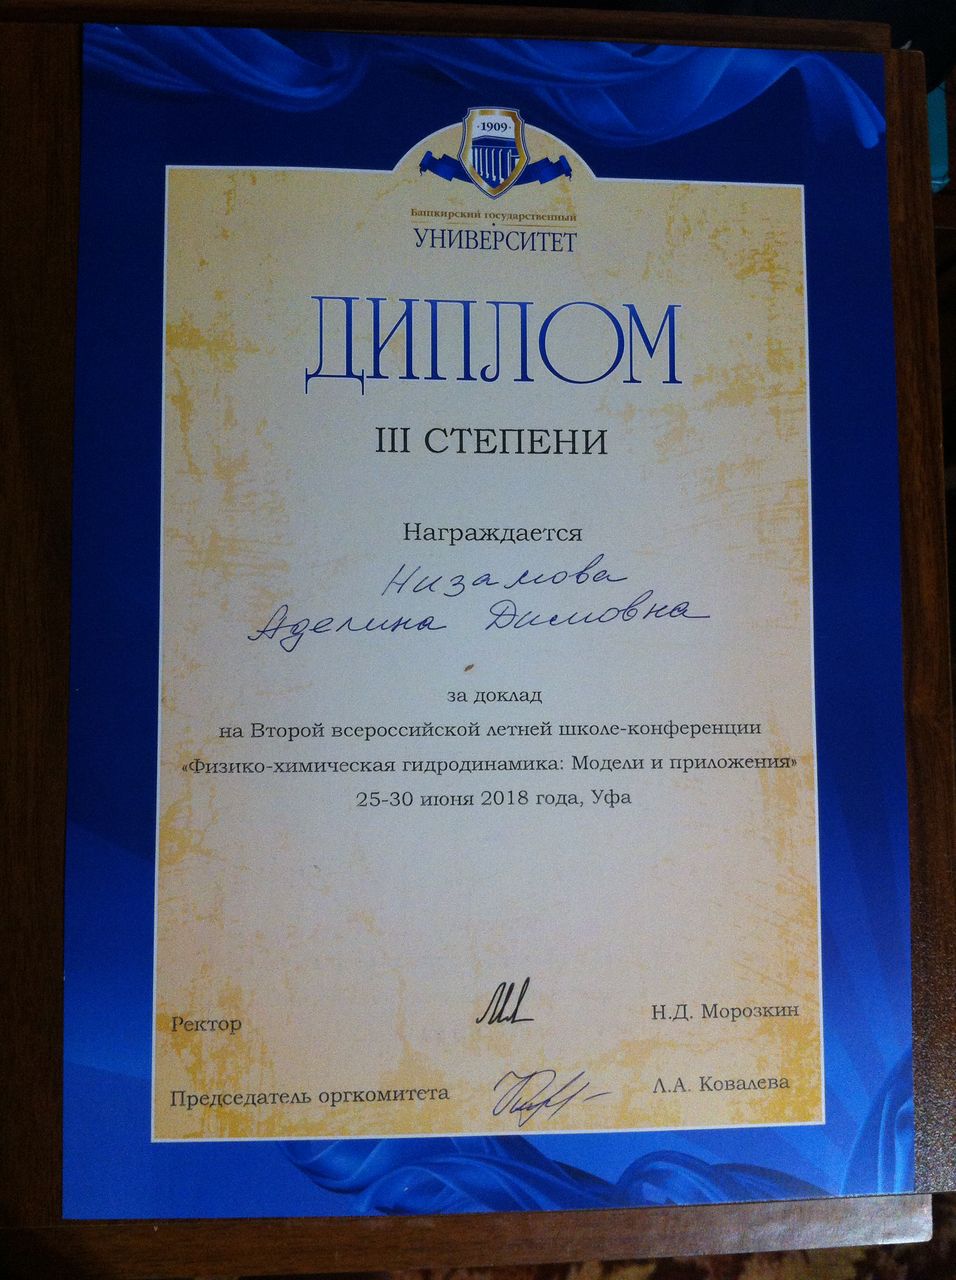 ·1909·
Башкирский государственный
УНИВЕРСИТЕТ
ДИПЛОМ
III СТЕПЕНИ
Награждается
Низамова
Аделина Димовна
за доклад
на Второй всероссийской летней школе-конференции
«Физико-химическая гидродинамика: Модели и приложения»
25-30 июня 2018 года, Уфа
Ректор Н.Д. Морозкин
Председатель оргкомитета Л.А. Ковалева